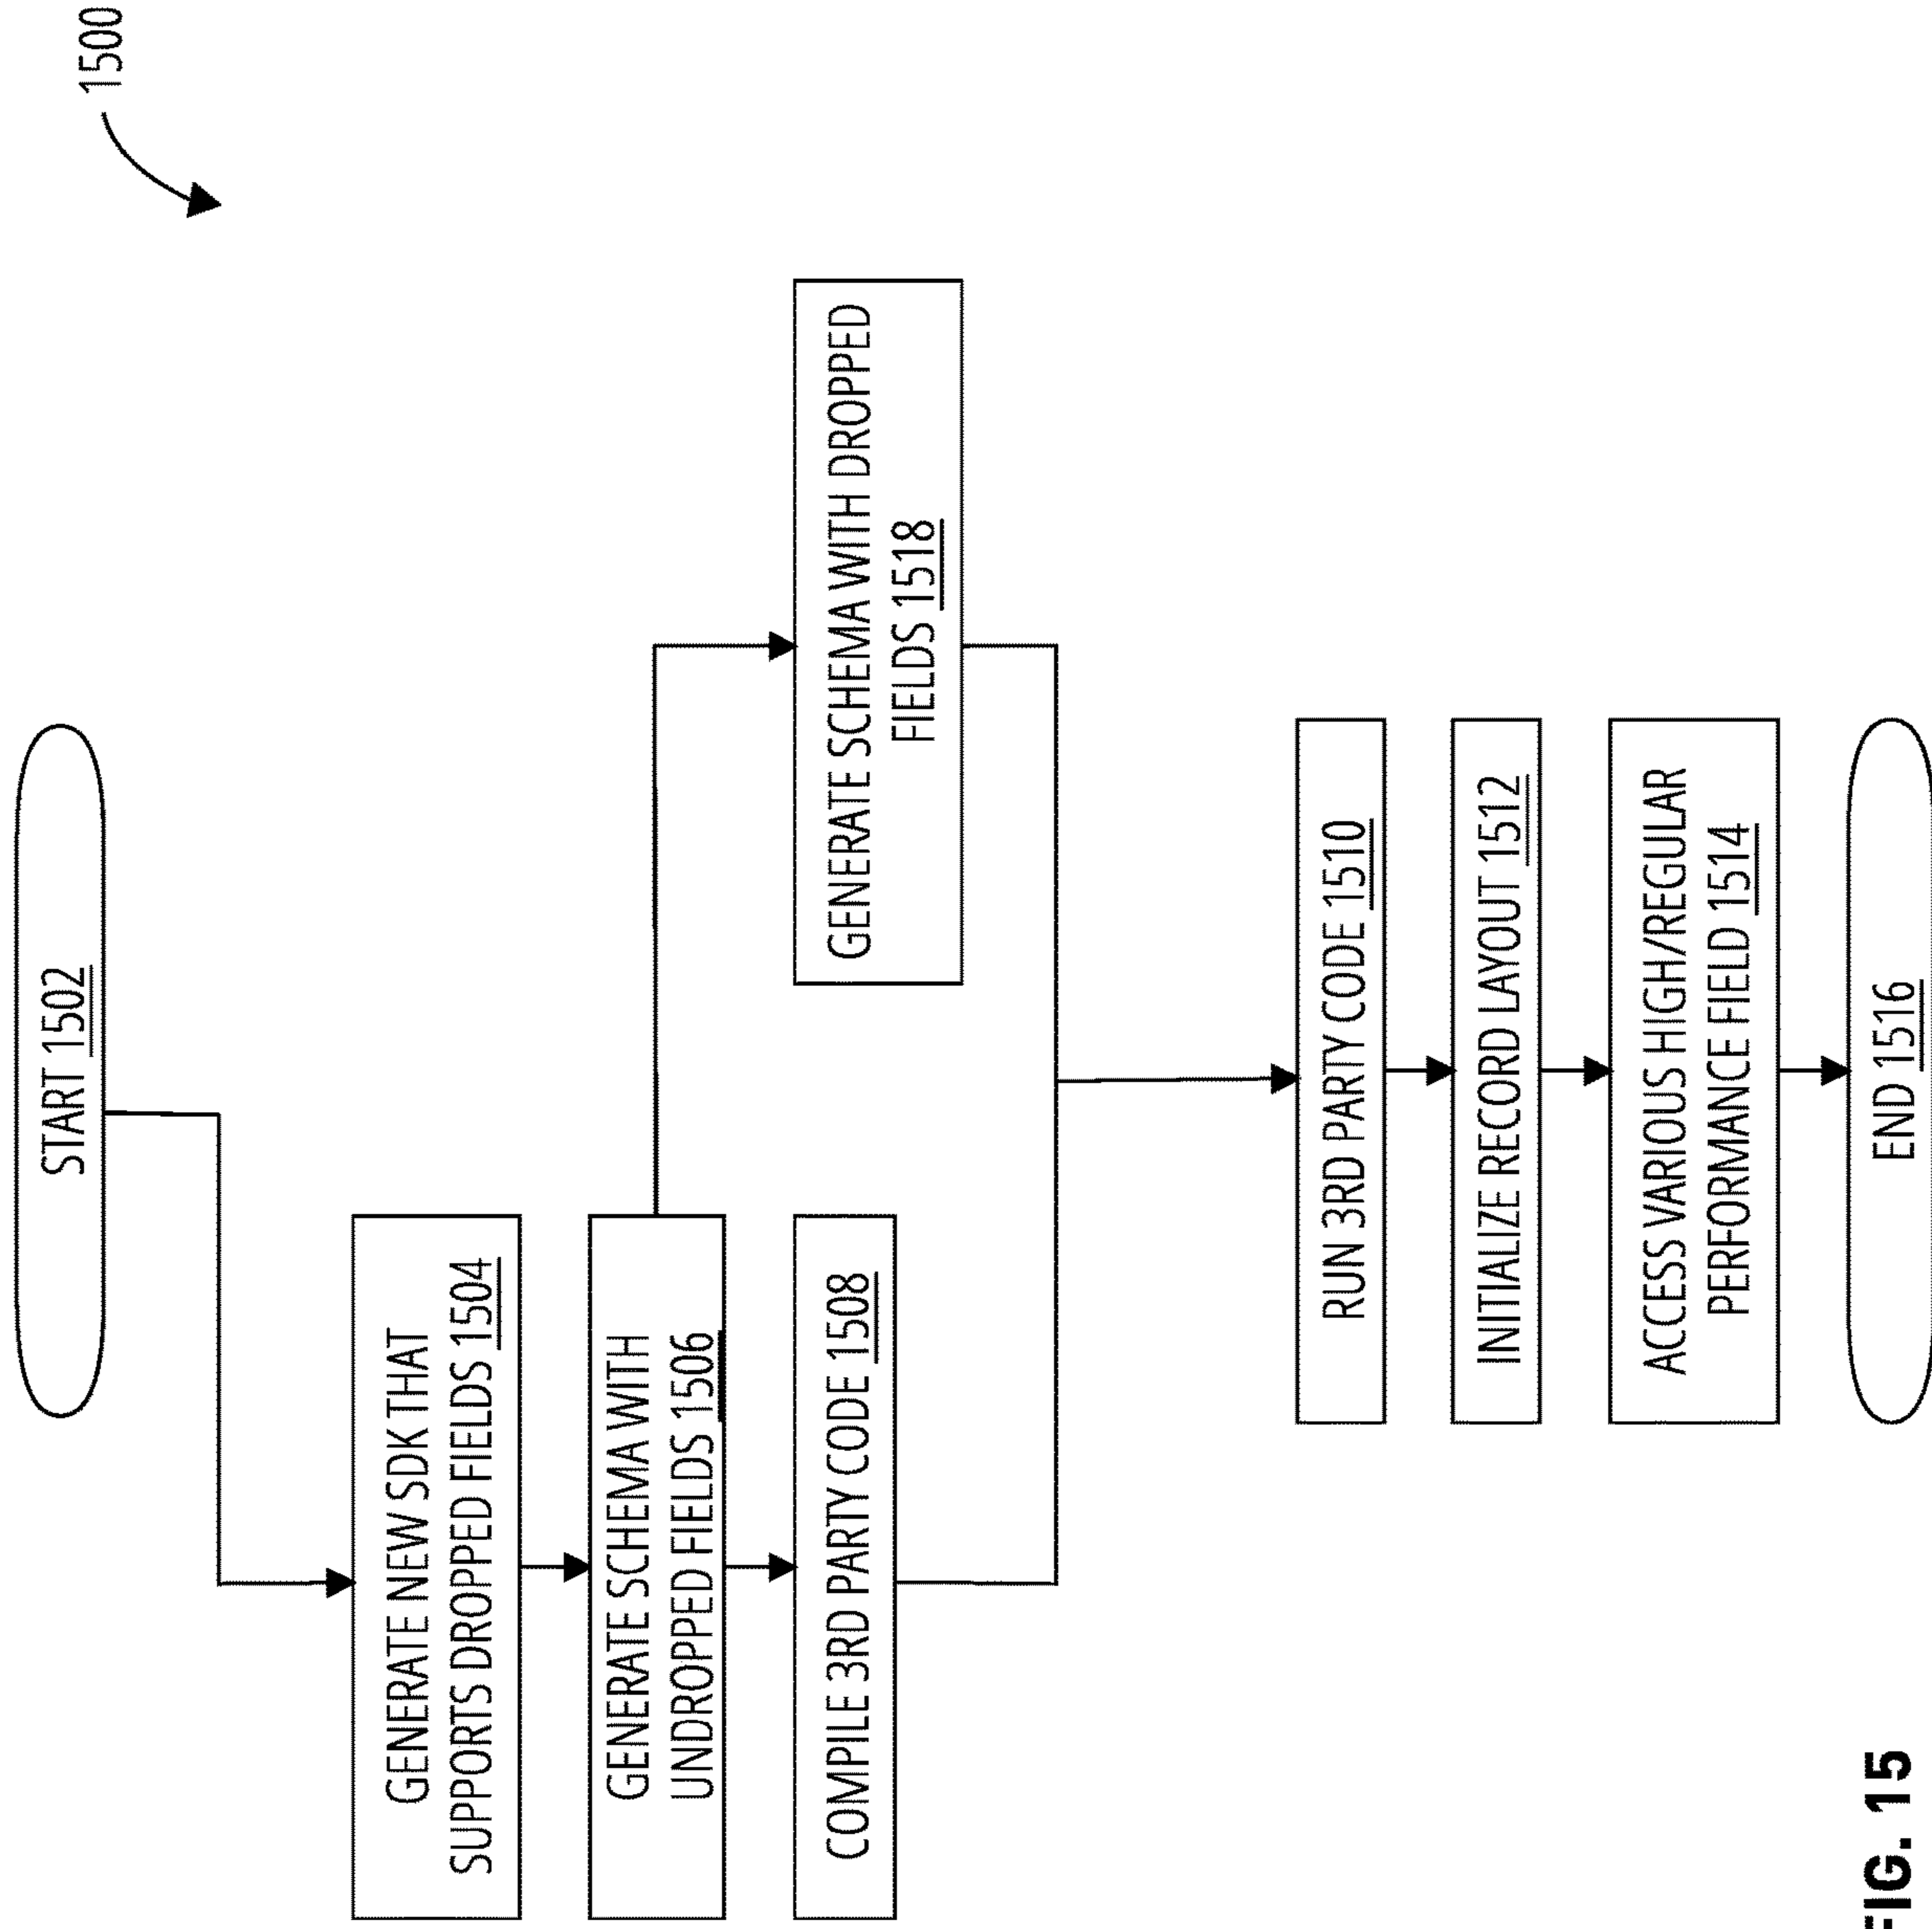 1500
START 1502
GENERATE NEW SDK THAT
SUPPORTS DROPPED FIELDS 1504
GENERATE SCHEMA WITH
UNDROPPED FIELDS 1506
COMPILE 3RD PARTY CODE 1508
GENERATE SCHEMA WITH DROPPED
FIELDS 1518
RUN 3RD PARTY CODE 1510
INITIALIZE RECORD LAYOUT 1512
ACCESS VARIOUS HIGH/REGULAR
PERFORMANCE FIELD 1514
END 1516
FIG. 15